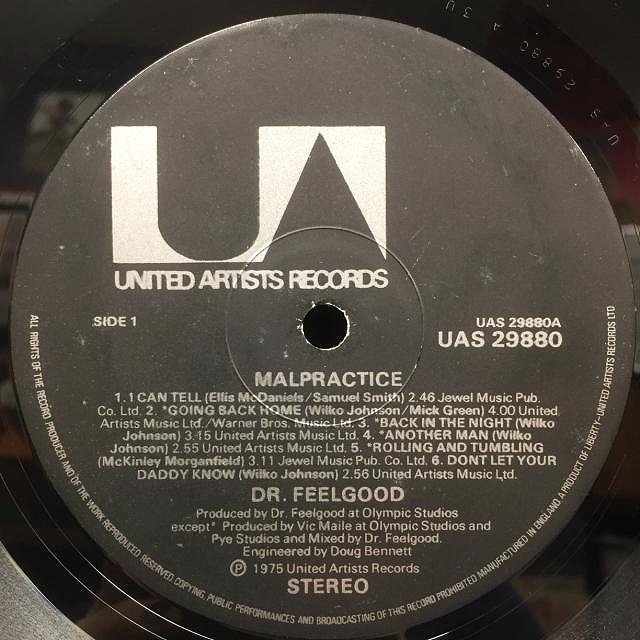 UA
UNITED ARTISTS RECORDS
SIDE 1
UAS 29880A
UAS 29880
MALPRACTICE
1. I CAN TELL (Ellis McDaniels/Samuel Smith) 2.46 Jewel Music Pub.
Co. Ltd. 2. *GOING BACK HOME (Wilko Johnson/Mick Green) 4.00 United
Artists Music Ltd./Warner Bros. Music Ltd. 3. *BACK IN THE NIGHT (Wilko
Johnson) 3.15 United Artists Music Ltd. 4. *ANOTHER MAN (Wilko
Johnson) 2.55 United Artists Music Ltd. 5. *ROLLING AND TUMBLING
(McKinley Morganfield) 3.11 Jewel Music Pub. Co. Ltd. 6. DONT LET YOUR
DADDY KNOW (Wilko Johnson) 2.56 United Artists Music Ltd.
DR. FEELGOOD
Produced by Dr. Feelgood at Olympic Studios
except* Produced by Vic Maile at Olympic Studios and
Pye Studios and Mixed by Dr. Feelgood.
Engineered by Doug Bennett
Ⓟ 1975 United Artists Records
STEREO
ALL RIGHTS OF THE RECORD PRODUCER AND OF THE OWNER OF THE WORK REPRODUCED RESERVED. COPYING, PUBLIC PERFORMANCES AND BROADCASTING OF THIS RECORD PROHIBITED. MANUFACTURED IN ENGLAND. A PRODUCT OF LIBERTY–UNITED ARTISTS RECORDS LTD
UAS 29880 A 3U